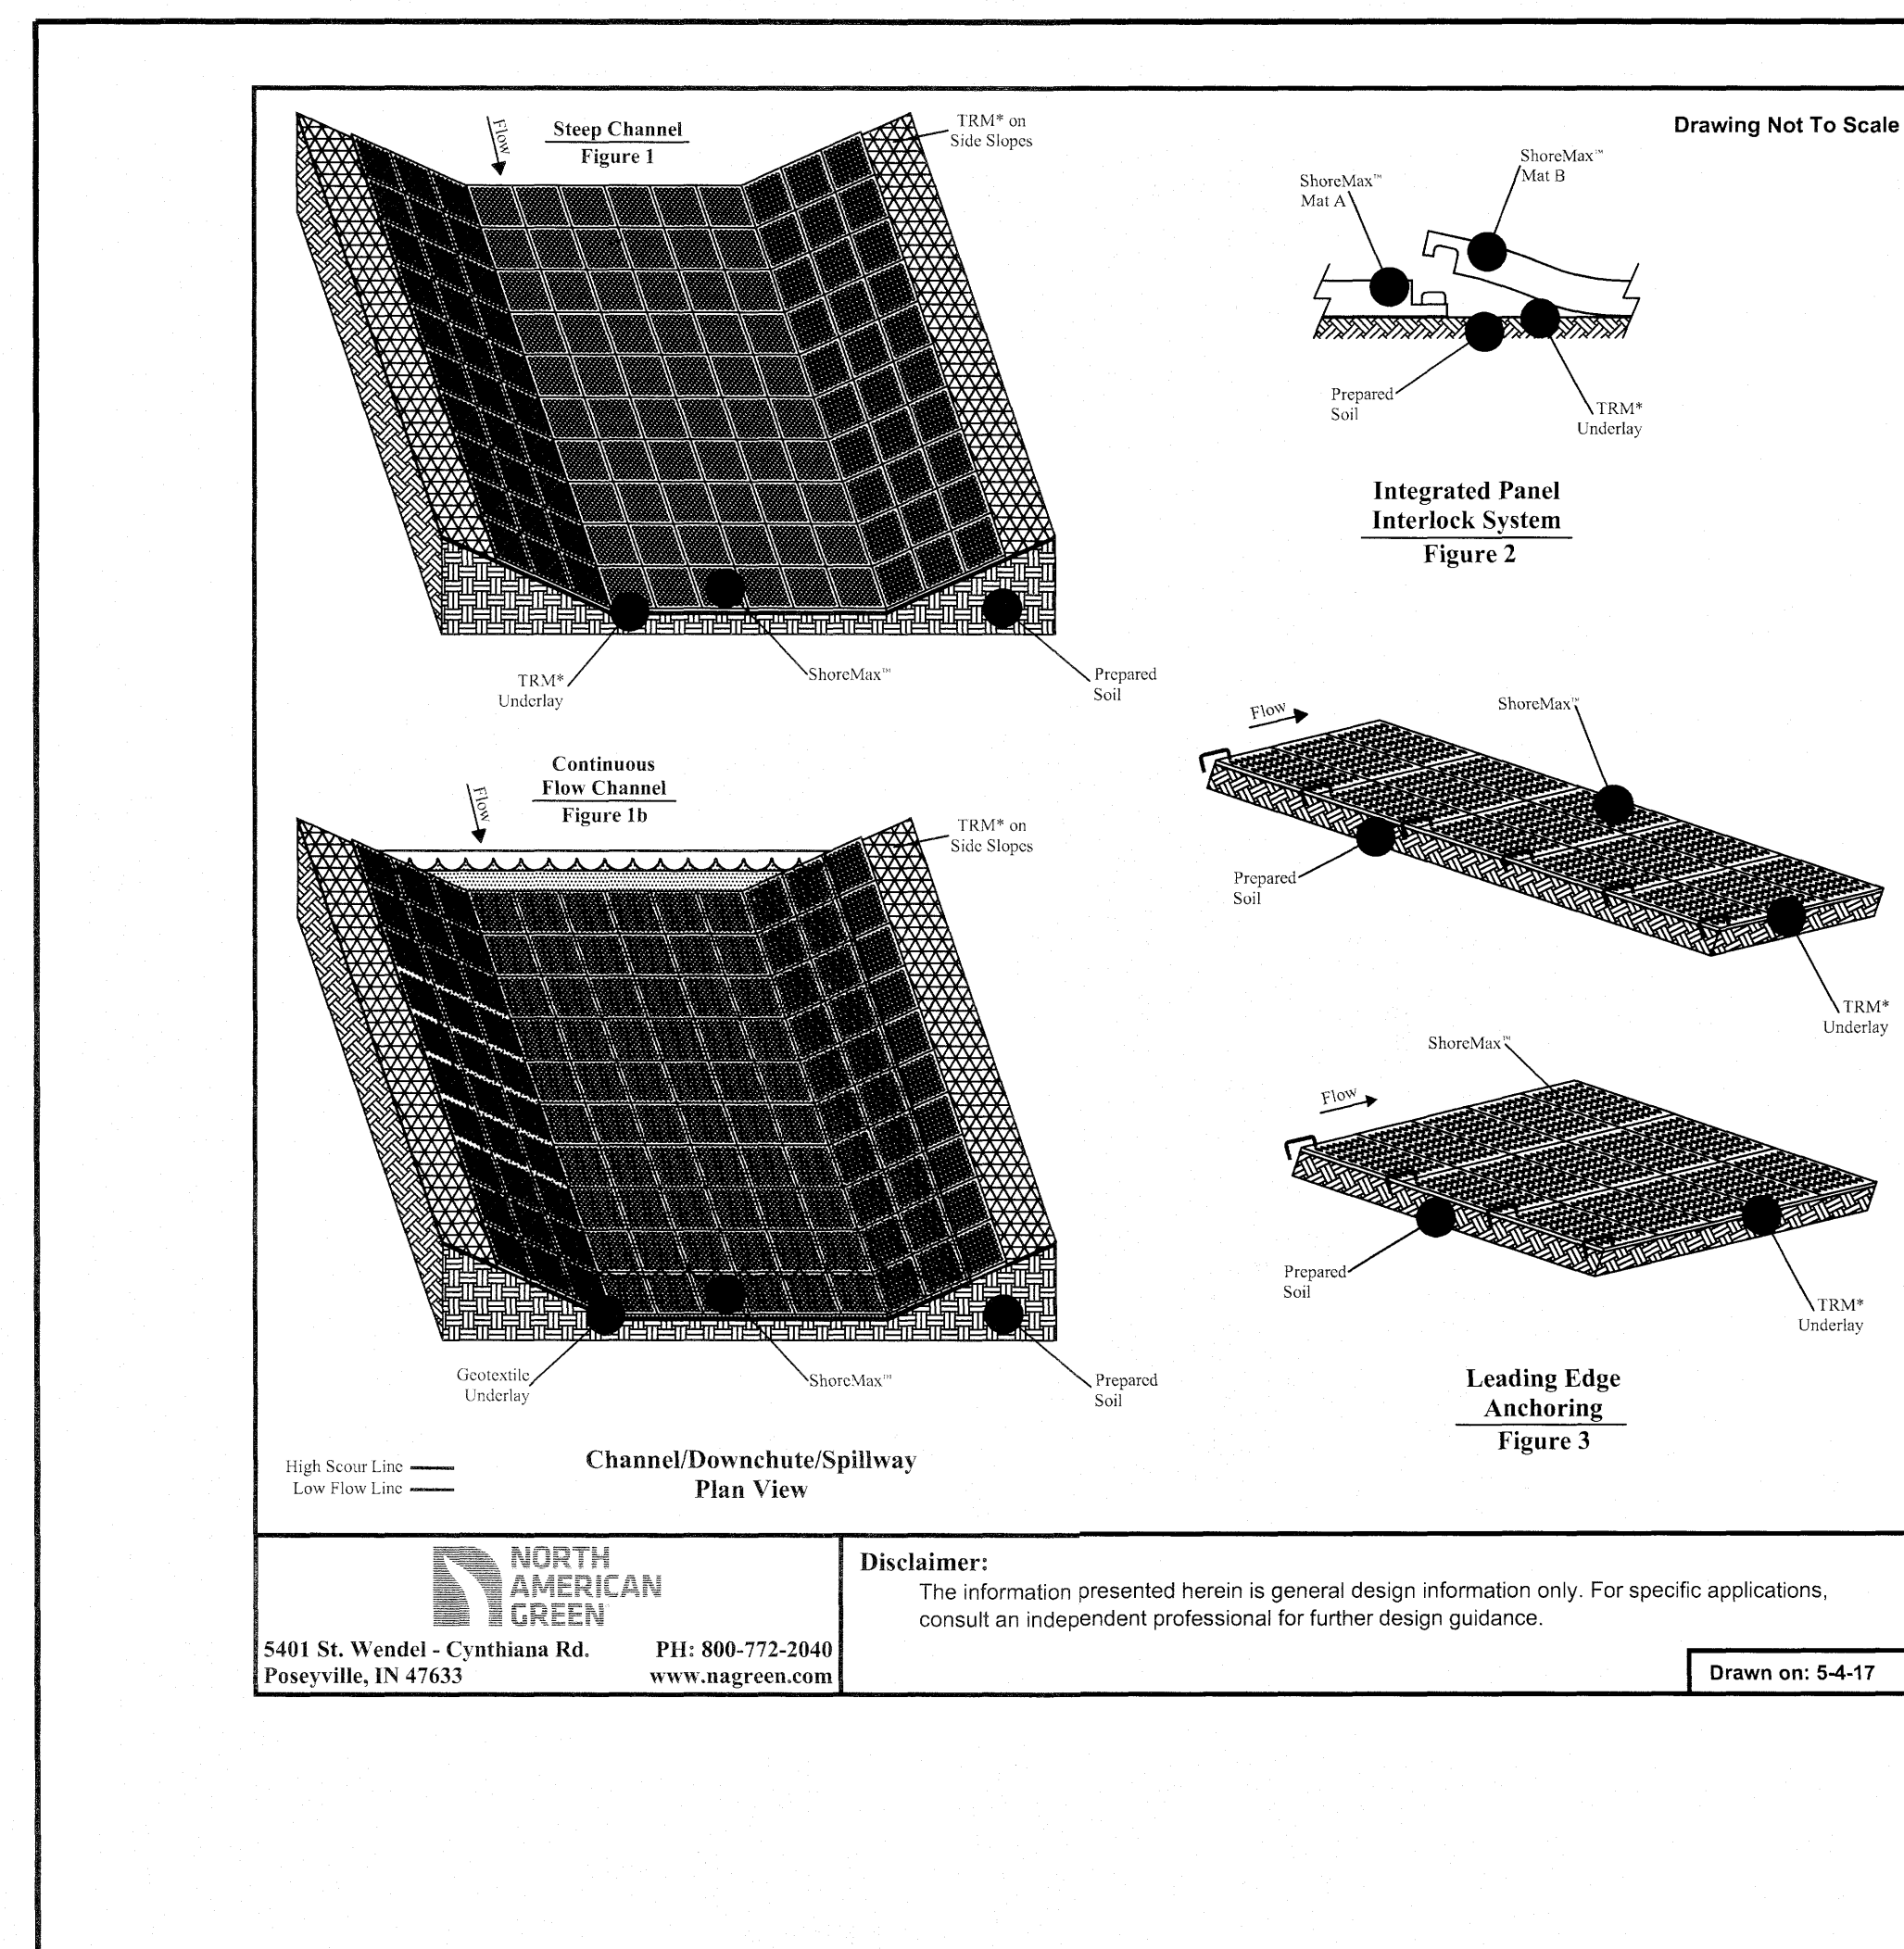 Drawing Not To Scale
Flow
Steep Channel
Figure 1
TRM* on
Side Slopes
TRM*
Underlay
ShoreMax™
Prepared
Soil
ShoreMax™
Mat A
ShoreMax™
Mat B
Prepared
Soil
TRM*
Underlay
Integrated Panel
Interlock System
Figure 2
Continuous
Flow Channel
Figure 1b
Flow
TRM* on
Side Slopes
Geotextile
Underlay
ShoreMax™
Prepared
Soil
High Scour Line
Low Flow Line
Channel/Downchute/Spillway
Plan View
Flow
ShoreMax™
Prepared
Soil
TRM*
Underlay
ShoreMax™
Flow
Prepared
Soil
TRM*
Underlay
Leading Edge
Anchoring
Figure 3
NORTH
AMERICAN
GREEN
5401 St. Wendel - Cynthiana Rd. PH: 800-772-2040
Poseyville, IN 47633 www.nagreen.com
Disclaimer:
The information presented herein is general design information only. For specific applications,
consult an independent professional for further design guidance.
Drawn on: 5-4-17